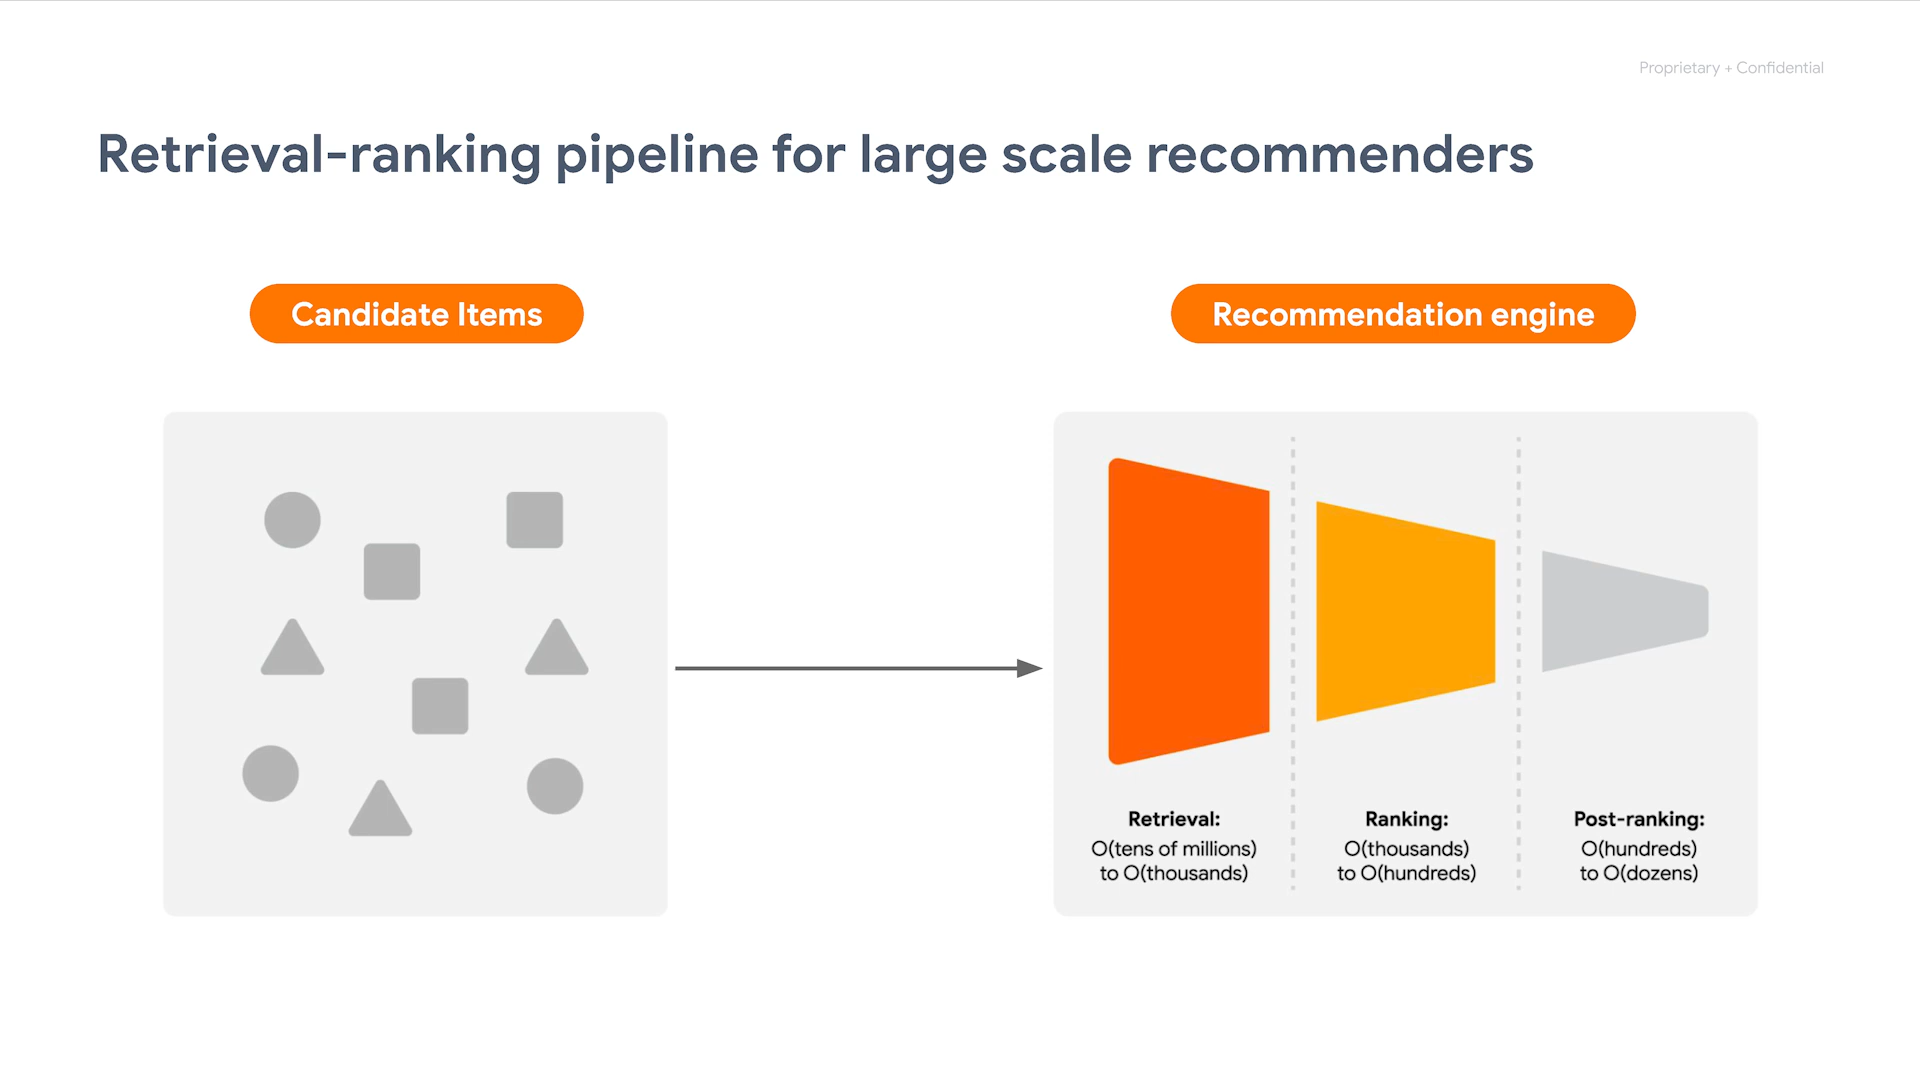 Proprietary + Confidential
Retrieval-ranking pipeline for large scale recommenders
Candidate Items
Recommendation engine
Retrieval:
O(tens of millions)
to O(thousands)
Ranking:
O(thousands)
to O(hundreds)
Post-ranking:
O(hundreds)
to O(dozens)